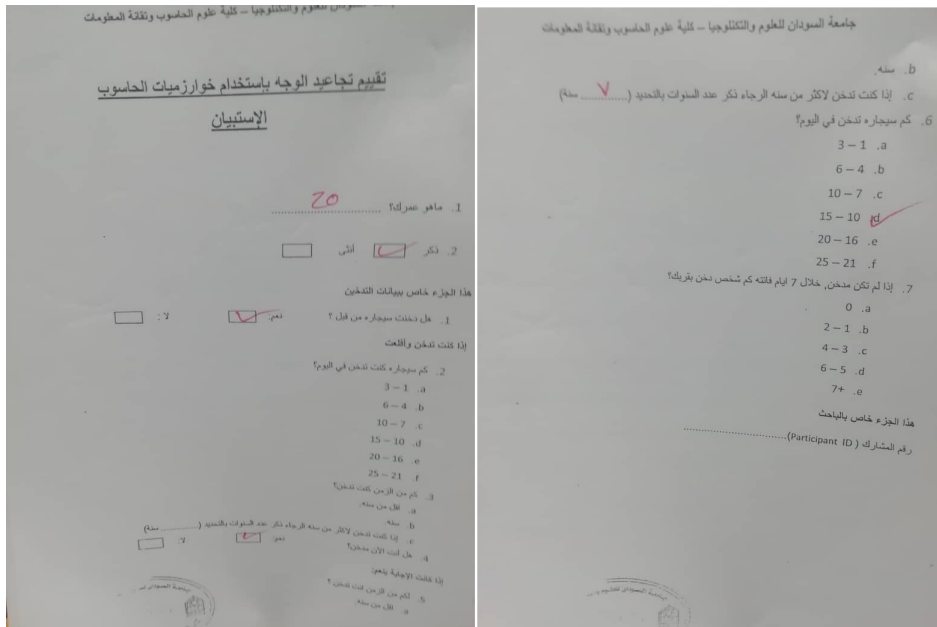 جامعة السودان للعلوم والتكنلوجيا – كلية علوم الحاسوب وتقانة المعلومات
تقييم تجاعيد الوجه بإستخدام خوارزميات الحاسوب
الإستبيان
1. ماهو عمرك؟ 20
2. ذكر ✓ أنثى
هذا الجزء خاص ببيانات التدخين
1. هل دخنت سيجاره من قبل ؟ نعم: ✓ لا :
إذا كنت تدخن وأقلعت
2. كم سيجاره كنت تدخن في اليوم؟
a. 1 – 3
b. 4 – 6
c. 7 – 10
d. 10 – 15
e. 16 – 20
f. 21 – 25
3. كم من الزمن كنت تدخن؟
a. اقل من سنه.
b. سنه.
c. إذا كنت تدخن لاكثر من سنه الرجاء ذكر عدد السنوات بالتحديد (............ سنة)
4. هل أنت الأن مدخن؟ نعم: ✓ لا:
إذا كانت الإجابة بنعم:
5. لكم من الزمن انت تدخن ؟
a. اقل من سنه.
جامعة السودان للعلوم والتكنلوجيا – كلية علوم الحاسوب وتقانة المعلومات
b. سنه.
c. إذا كنت تدخن لاكثر من سنه الرجاء ذكر عدد السنوات بالتحديد (....٧.... سنة)
6. كم سيجاره تدخن في اليوم؟
a. 1 – 3
b. 4 – 6
c. 7 – 10
d. 10 – 15 ✓
e. 16 – 20
f. 21 – 25
7. إذا لم تكن مدخن, خلال 7 ايام فائته كم شخص دخن بقربك؟
a. 0
b. 1 – 2
c. 3 – 4
d. 5 – 6
e. 7+
هذا الجزء خاص بالباحث
رقم المشارك ( Participant ID)..............................